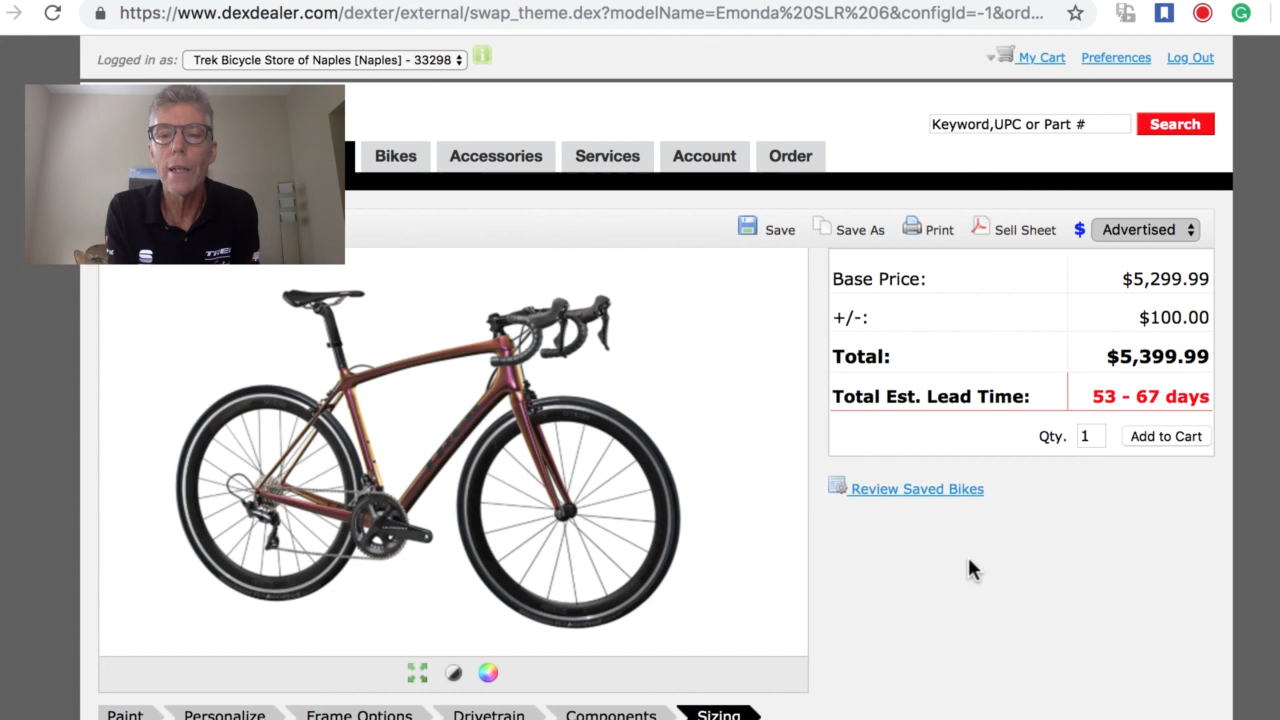 https://www.dexdealer.com/dexter/external/swap_theme.dex?modelName=Emonda%20SLR%206&configId=-1&ord...
Logged in as: Trek Bicycle Store of Naples [Naples] - 33298
My Cart Preferences Log Out
Keyword,UPC or Part # Search
Bikes Accessories Services Account Order
Save Save As Print Sell Sheet $ Advertised
Base Price: $5,299.99
+/-: $100.00
Total: $5,399.99
Total Est. Lead Time: 53 - 67 days
Qty. 1 Add to Cart
Review Saved Bikes
Paint Personalize Frame Options Drivetrain Components Sizing